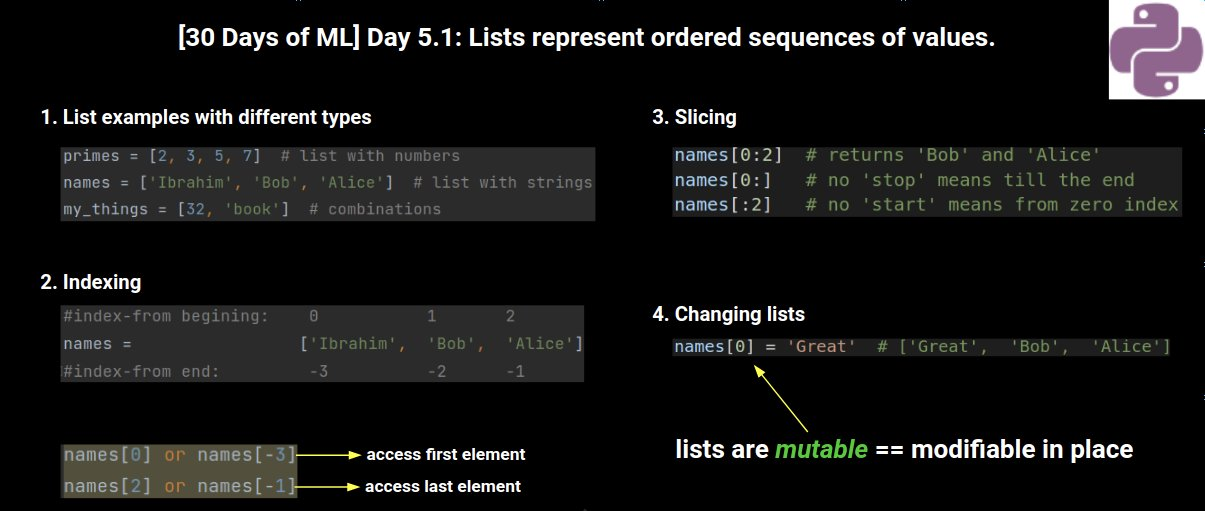 [30 Days of ML] Day 5.1: Lists represent ordered sequences of values.
1. List examples with different types
primes = [2, 3, 5, 7]  # list with numbers
names = ['Ibrahim', 'Bob', 'Alice']  # list with strings
my_things = [32, 'book']  # combinations
2. Indexing
#index-from begining:    0    1    2
names =    ['Ibrahim',  'Bob',  'Alice']
#index-from end:    -3    -2    -1
names[0] or names[-3] access first element
names[2] or names[-1] access last element
3. Slicing
names[0:2]  # returns 'Bob' and 'Alice'
names[0:]   # no 'stop' means till the end
names[:2]   # no 'start' means from zero index
4. Changing lists
names[0] = 'Great'  # ['Great',  'Bob',  'Alice']
lists are mutable == modifiable in place